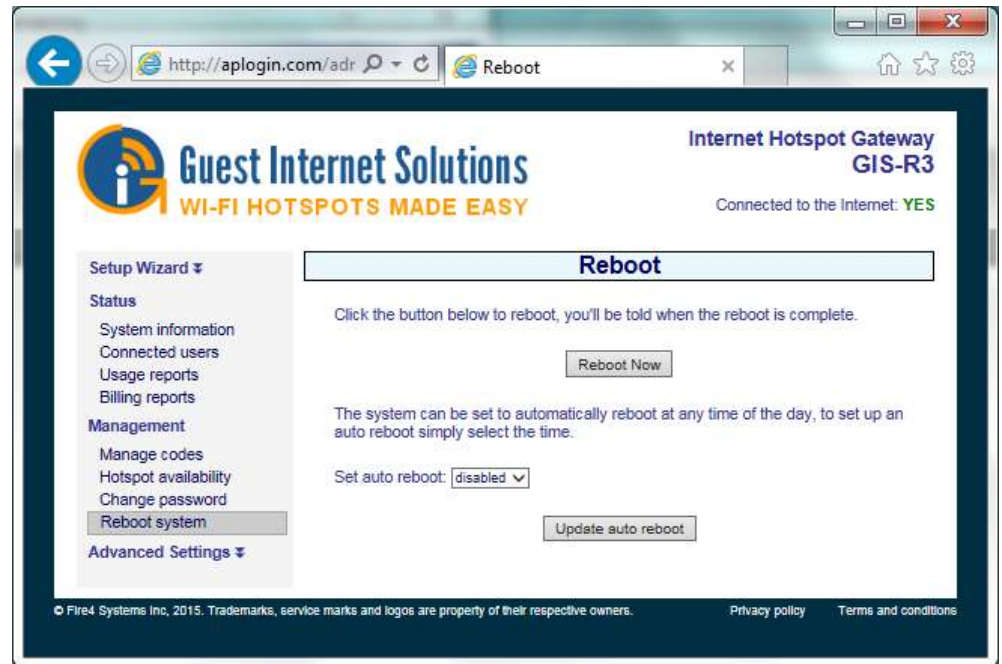 http://aplogin.com/adr
Reboot
Guest Internet Solutions
WI-FI HOTSPOTS MADE EASY
Internet Hotspot Gateway
GIS-R3
Connected to the Internet: YES
Setup Wizard
Status
System information
Connected users
Usage reports
Billing reports
Management
Manage codes
Hotspot availability
Change password
Reboot system
Advanced Settings
Reboot
Click the button below to reboot, you'll be told when the reboot is complete.
Reboot Now
The system can be set to automatically reboot at any time of the day, to set up an
auto reboot simply select the time.
Set auto reboot: disabled
Update auto reboot
© Fire4 Systems Inc, 2015. Trademarks, service marks and logos are property of their respective owners.
Privacy policy
Terms and conditions